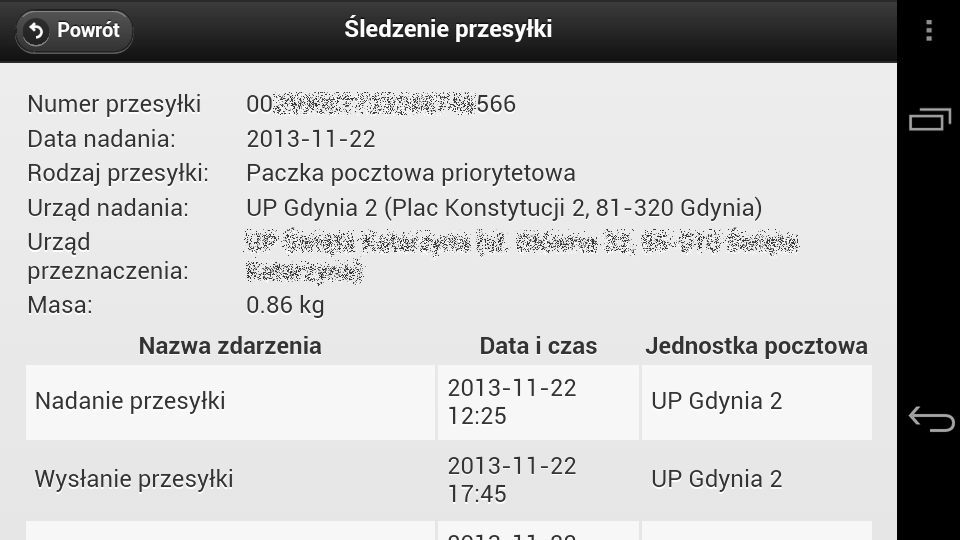 Powrót
Śledzenie przesyłki
Numer przesyłki 00 566
Data nadania: 2013-11-22
Rodzaj przesyłki: Paczka pocztowa priorytetowa
Urząd nadania: UP Gdynia 2 (Plac Konstytucji 2, 81-320 Gdynia)
Urząd
przeznaczenia:
Masa: 0.86 kg
Nazwa zdarzenia Data i czas Jednostka pocztowa
Nadanie przesyłki 2013-11-22 12:25 UP Gdynia 2
Wysłanie przesyłki 2013-11-22 17:45 UP Gdynia 2